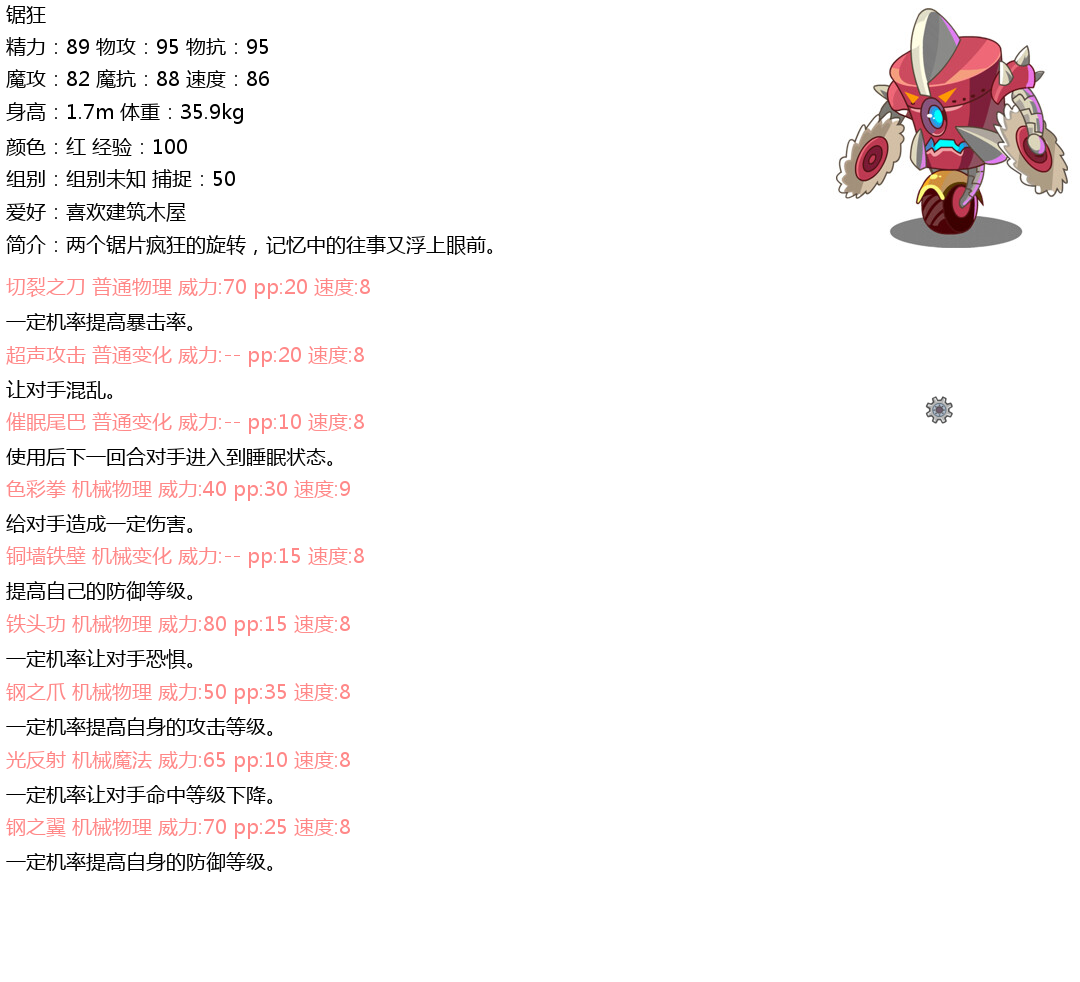 锯狂
精力：89 物攻：95 物抗：95
魔攻：82 魔抗：88 速度：86
身高：1.7m 体重：35.9kg
颜色：红 经验：100
组别：组别未知 捕捉：50
爱好：喜欢建筑木屋
简介：两个锯片疯狂的旋转，记忆中的往事又浮上眼前。
切裂之刀 普通物理 威力:70 pp:20 速度:8
一定机率提高暴击率。
超声攻击 普通变化 威力:-- pp:20 速度:8
让对手混乱。
催眠尾巴 普通变化 威力:-- pp:10 速度:8
使用后下一回合对手进入到睡眠状态。
色彩拳 机械物理 威力:40 pp:30 速度:9
给对手造成一定伤害。
铜墙铁壁 机械变化 威力:-- pp:15 速度:8
提高自己的防御等级。
铁头功 机械物理 威力:80 pp:15 速度:8
一定机率让对手恐惧。
钢之爪 机械物理 威力:50 pp:35 速度:8
一定机率提高自身的攻击等级。
光反射 机械魔法 威力:65 pp:10 速度:8
一定机率让对手命中等级下降。
钢之翼 机械物理 威力:70 pp:25 速度:8
一定机率提高自身的防御等级。